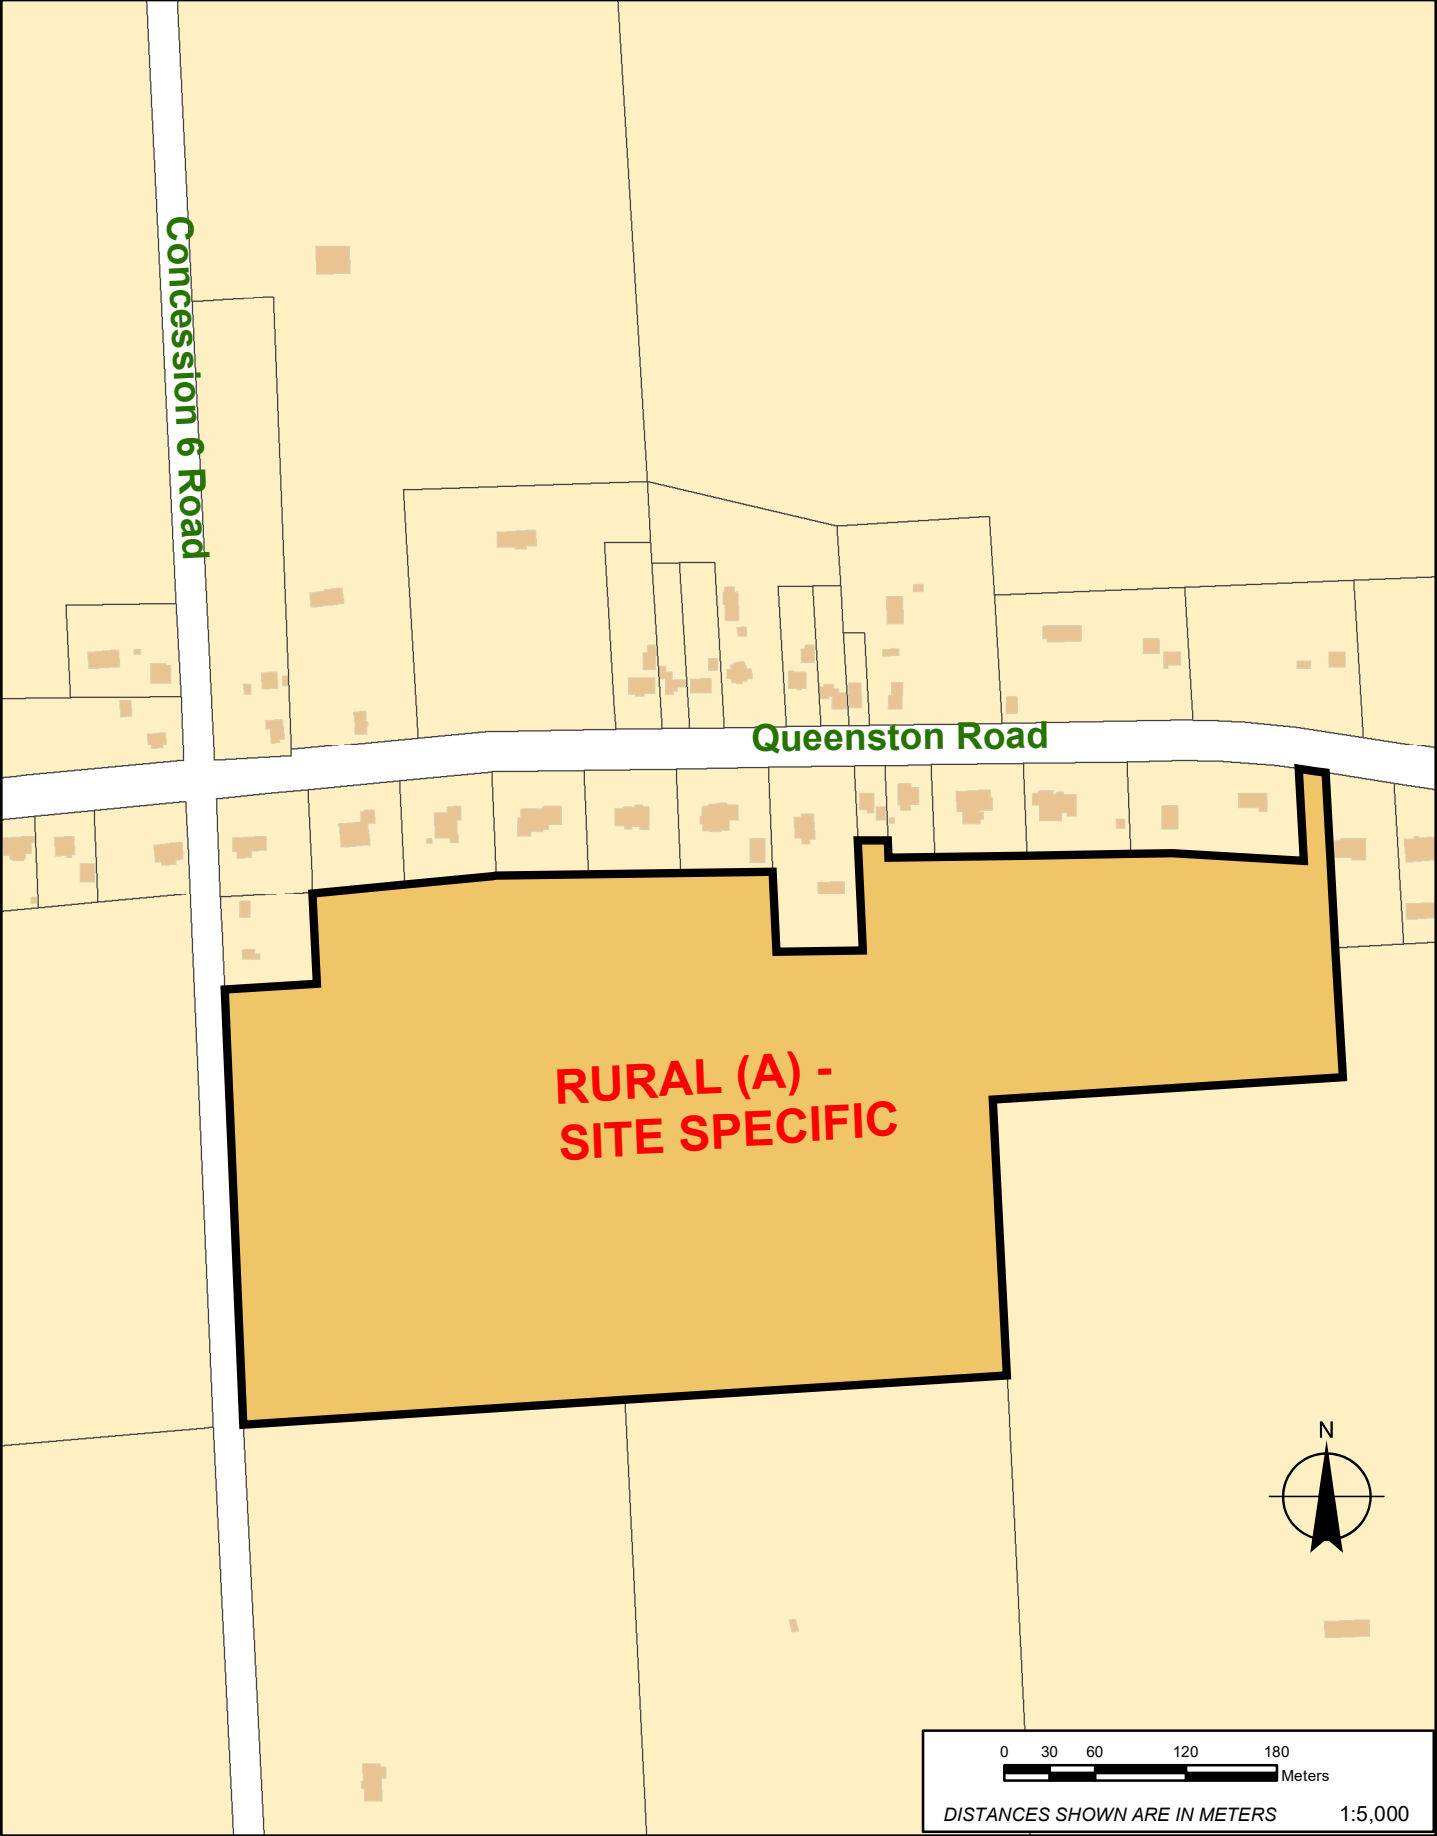 Concession 6 Road
Queenston Road
RURAL (A) -
SITE SPECIFIC
N
0 30 60 120 180
Meters
DISTANCES SHOWN ARE IN METERS 1:5,000